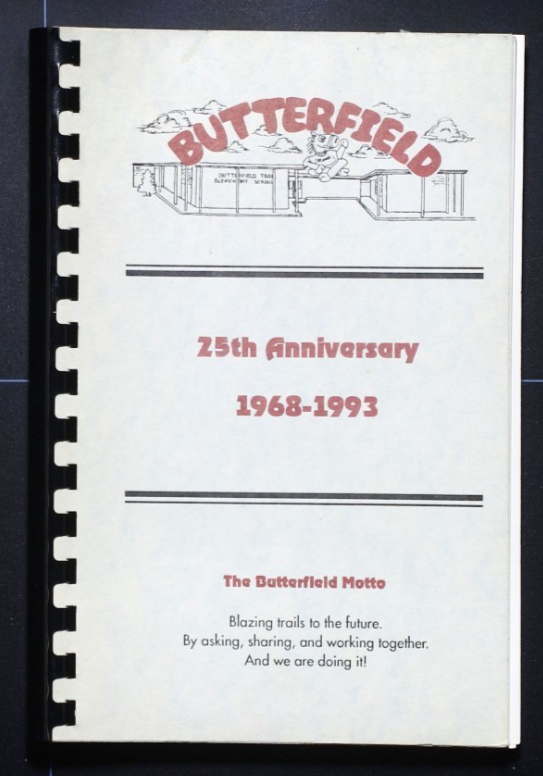 BUTTERFIELD
BUTTERFIELD TRAIL
ELEMENTARY SCHOOL
25th Anniversary
1968-1993
The Butterfield Motto
Blazing trails to the future.
By asking, sharing, and working together.
And we are doing it!